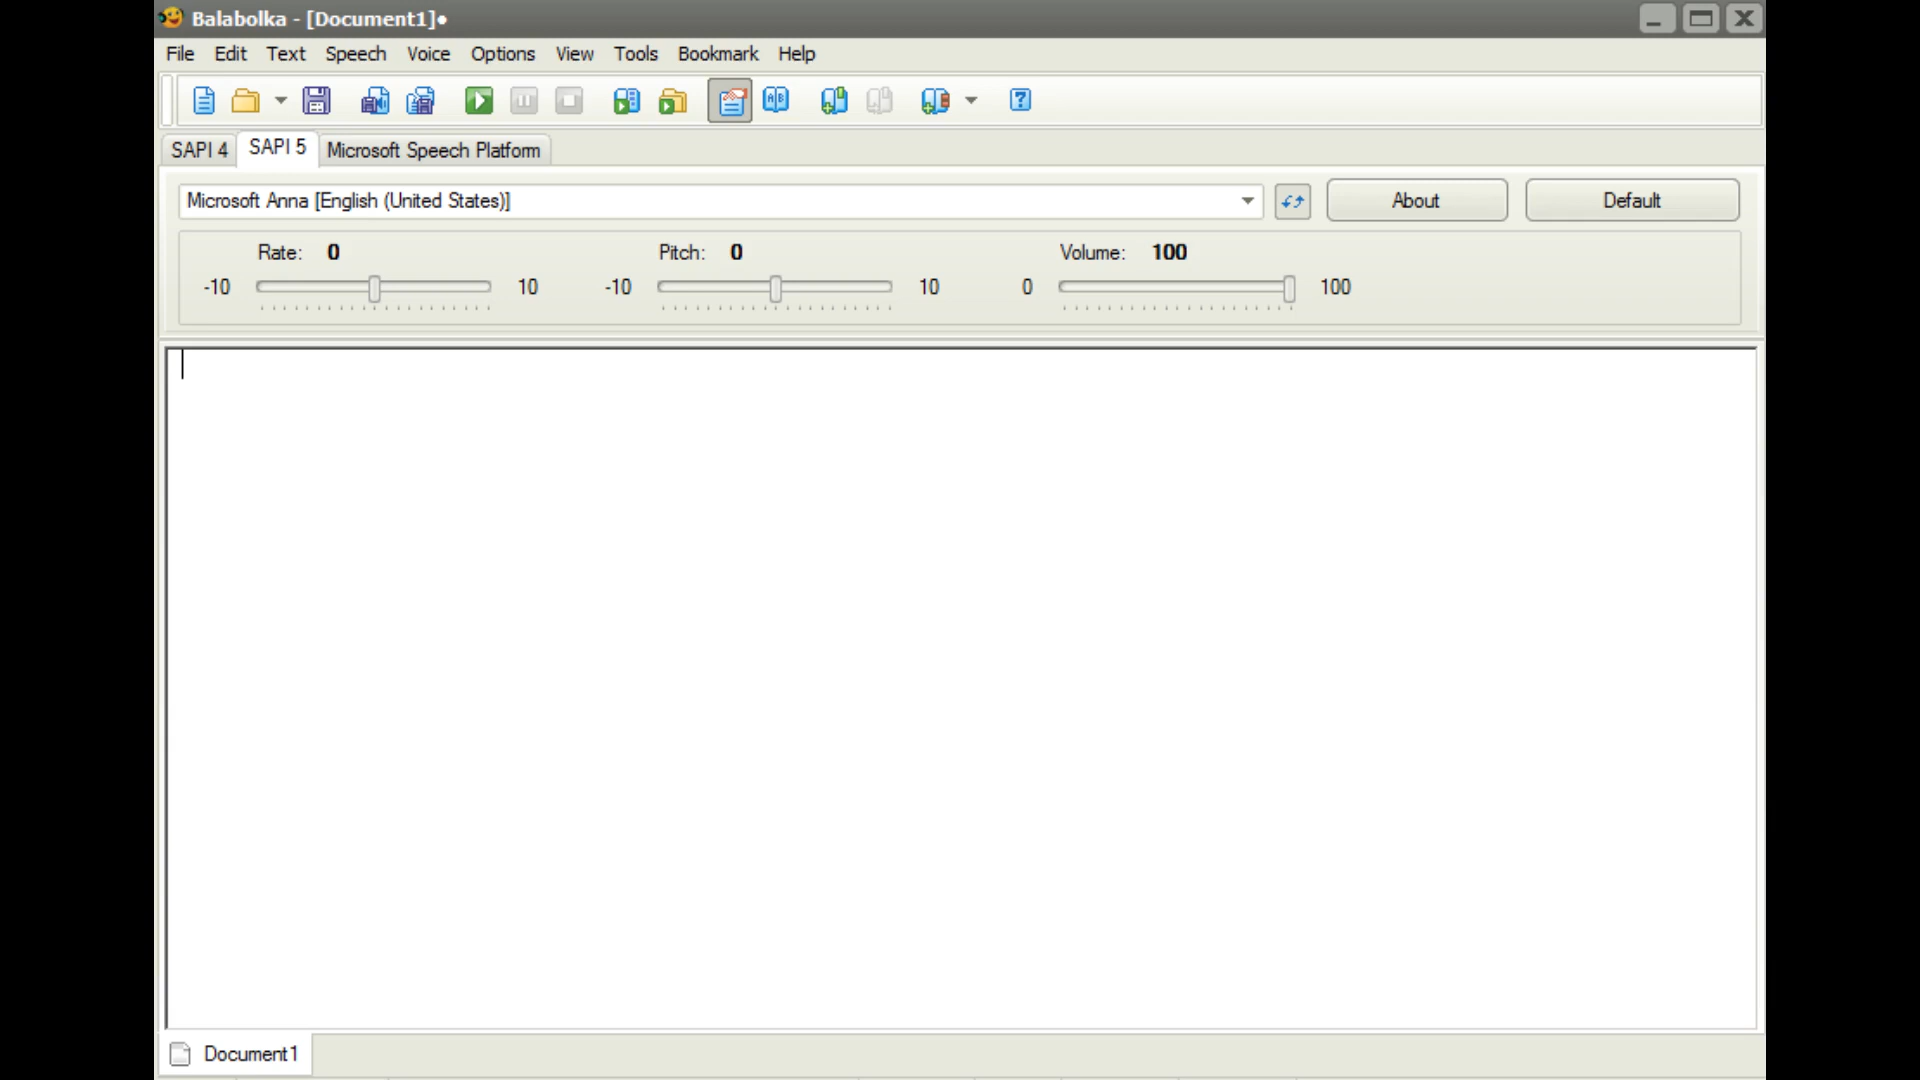 Balabolka - [Document1]•
File Edit Text Speech Voice Options View Tools Bookmark Help
SAPI 4 SAPI 5 Microsoft Speech Platform
Microsoft Anna [English (United States)] About Default
Rate: 0 Pitch: 0 Volume: 100
-10 10 -10 10 0 100
Document1